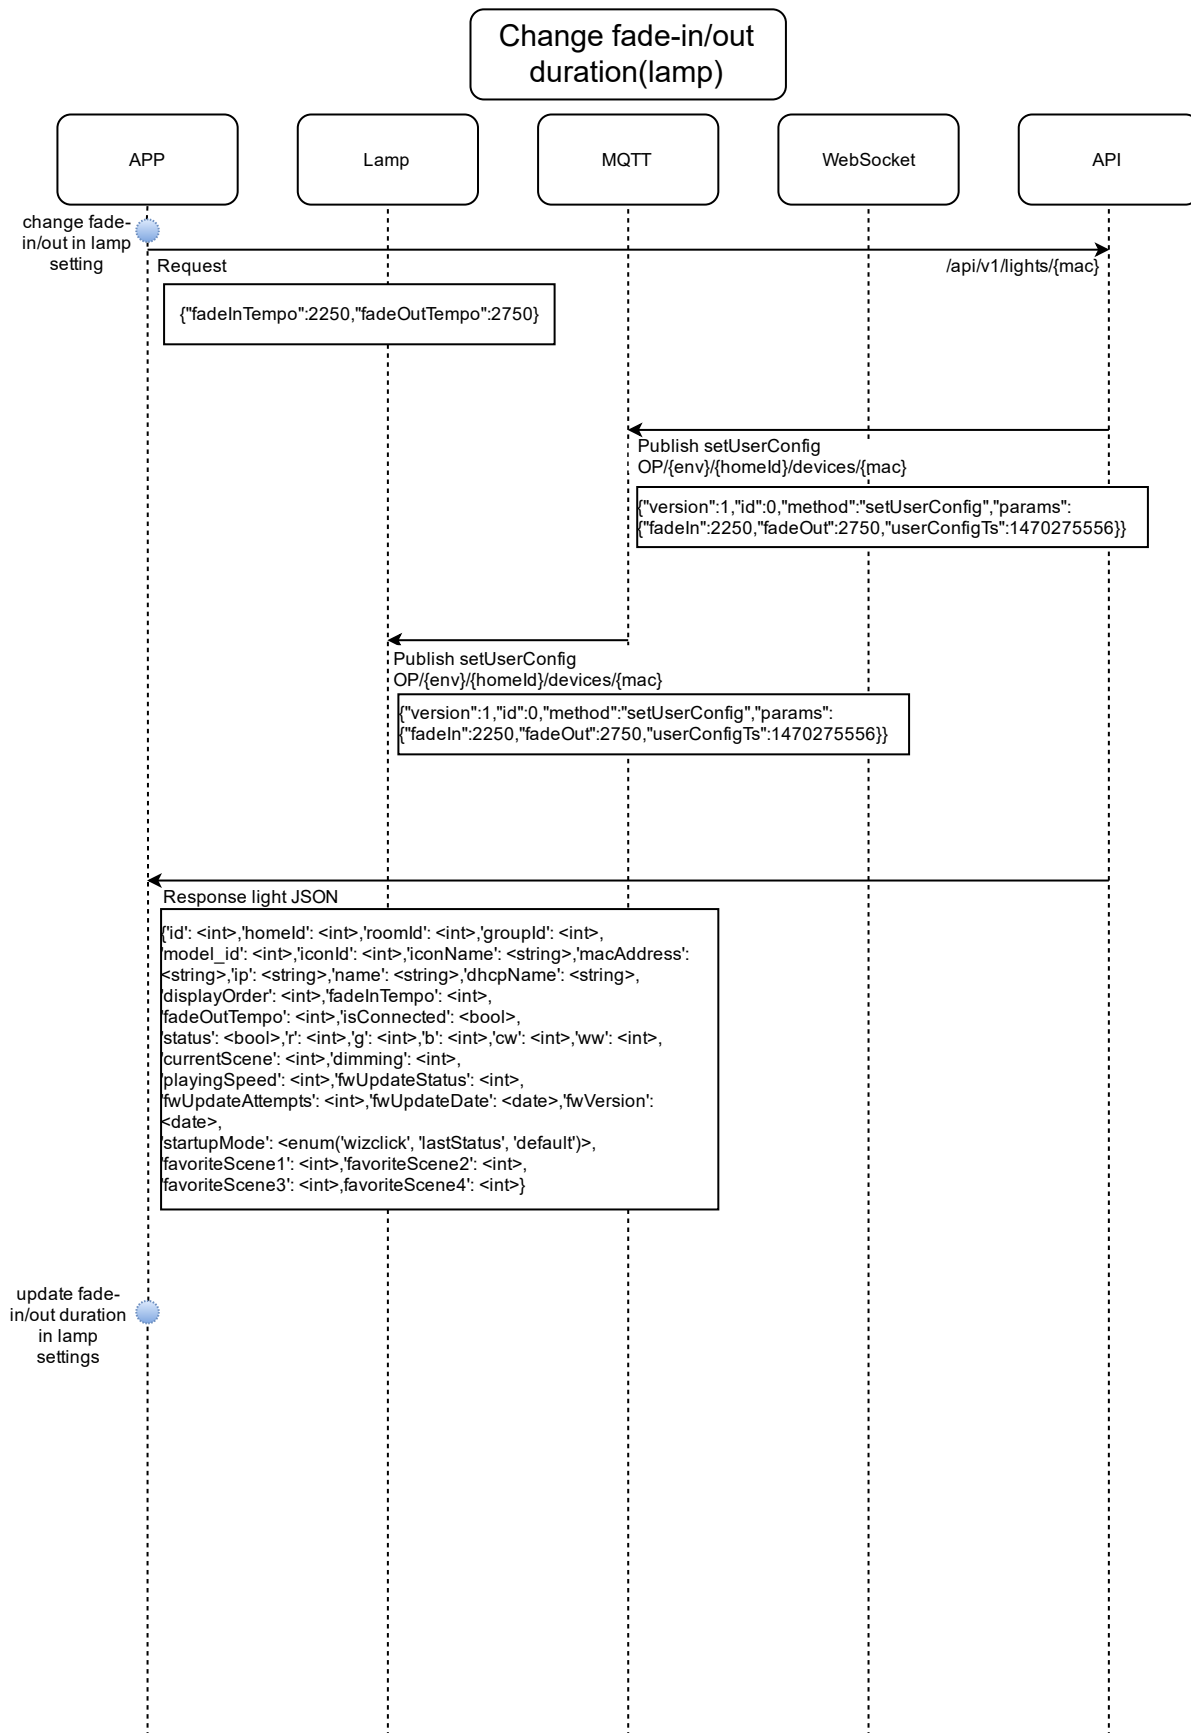 Change fade-in/out
duration(lamp)
APP
Lamp
MQTT
WebSocket
API
change fade-
in/out in lamp
setting
Request
/api/v1/lights/{mac}
{"fadeInTempo":2250,"fadeOutTempo":2750}
Publish setUserConfig
OP/{env}/{homeId}/devices/{mac}
{"version":1,"id":0,"method":"setUserConfig","params":
{"fadeIn":2250,"fadeOut":2750,"userConfigTs":1470275556}}
Publish setUserConfig
OP/{env}/{homeId}/devices/{mac}
{"version":1,"id":0,"method":"setUserConfig","params":
{"fadeIn":2250,"fadeOut":2750,"userConfigTs":1470275556}}
Response light JSON
{'id': <int>,'homeId': <int>,'roomId': <int>,'groupId': <int>,
'model_id': <int>,'iconId': <int>,'iconName': <string>,'macAddress':
<string>,'ip': <string>,'name': <string>,'dhcpName': <string>,
'displayOrder': <int>,'fadeInTempo': <int>,
'fadeOutTempo': <int>,'isConnected': <bool>,
'status': <bool>,'r': <int>,'g': <int>,'b': <int>,'cw': <int>,'ww': <int>,
'currentScene': <int>,'dimming': <int>,
'playingSpeed': <int>,'fwUpdateStatus': <int>,
'fwUpdateAttempts': <int>,'fwUpdateDate': <date>,'fwVersion':
<date>,
'startupMode': <enum('wizclick', 'lastStatus', 'default')>,
'favoriteScene1': <int>,'favoriteScene2': <int>,
'favoriteScene3': <int>,favoriteScene4': <int>}
update fade-
in/out duration
in lamp
settings